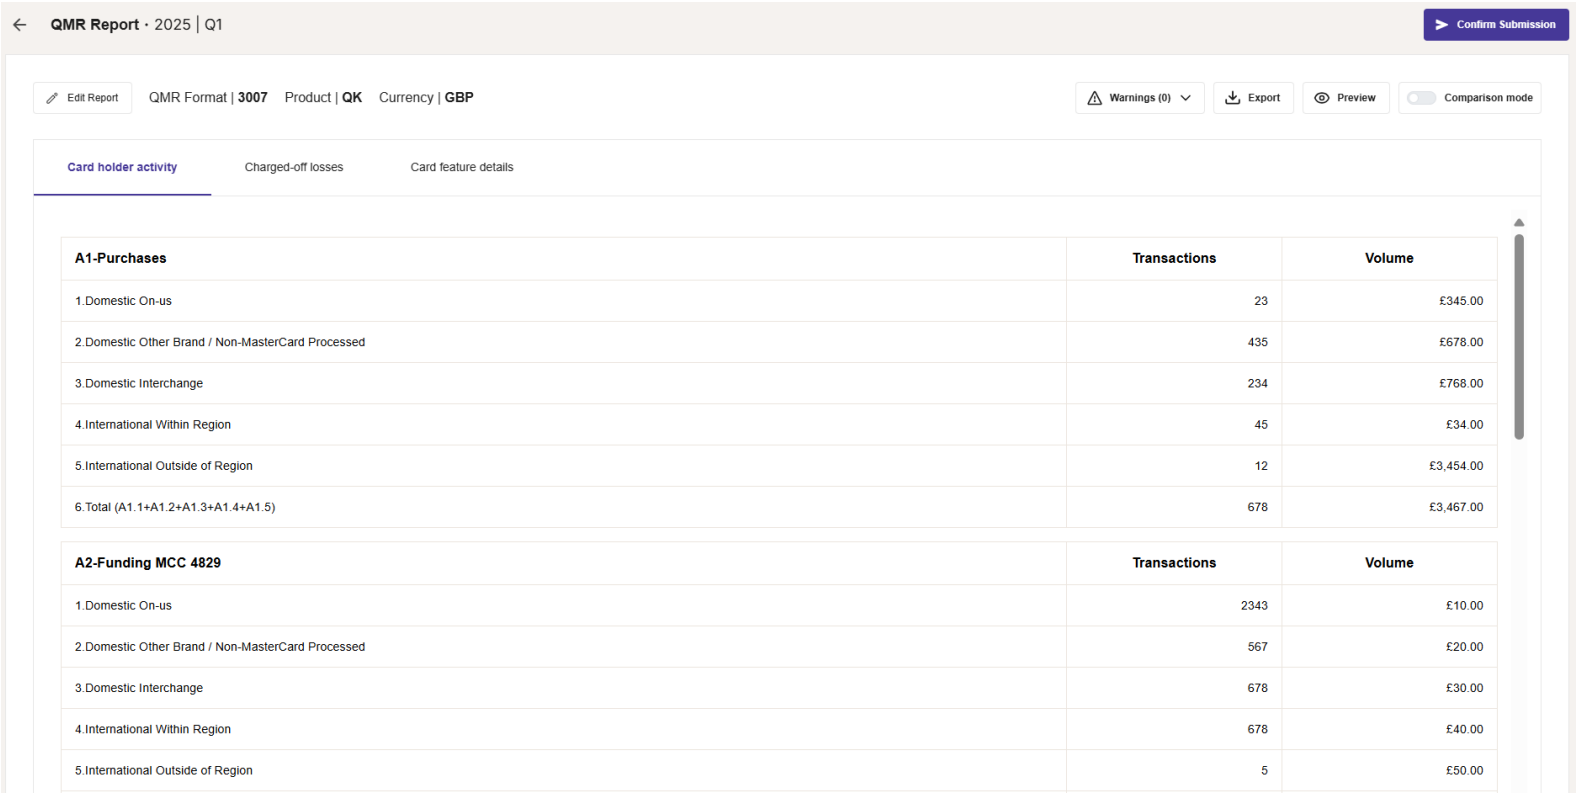 QMR Report · 2025 | Q1
Confirm Submission
Edit Report QMR Format | 3007 Product | QK Currency | GBP Warnings (0) Export Preview Comparison mode
Card holder activity Charged-off losses Card feature details
A1-Purchases Transactions Volume
1.Domestic On-us 23 £345.00
2.Domestic Other Brand / Non-MasterCard Processed 435 £678.00
3.Domestic Interchange 234 £768.00
4.International Within Region 45 £34.00
5.International Outside of Region 12 £3,454.00
6.Total (A1.1+A1.2+A1.3+A1.4+A1.5) 678 £3,467.00
A2-Funding MCC 4829 Transactions Volume
1.Domestic On-us 2343 £10.00
2.Domestic Other Brand / Non-MasterCard Processed 567 £20.00
3.Domestic Interchange 678 £30.00
4.International Within Region 678 £40.00
5.International Outside of Region 5 £50.00